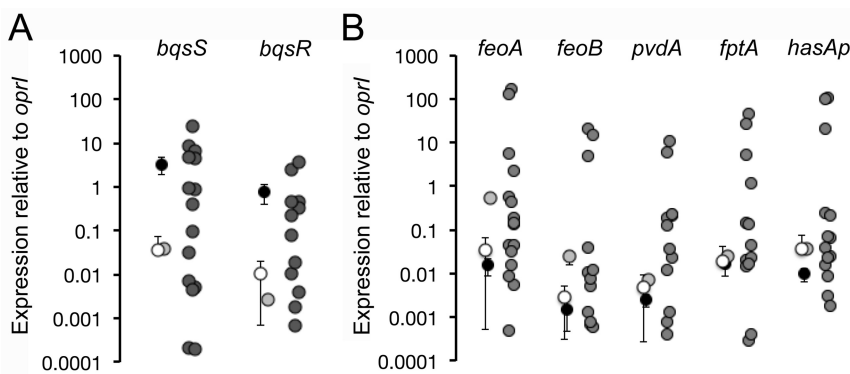 A
bqsS bqsR
Expression relative to oprI
1000
100
10
1
0.1
0.01
0.001
0.0001
B
feoA feoB pvdA fptA hasAp
Expression relative to oprI
1000
100
10
1
0.1
0.01
0.001
0.0001